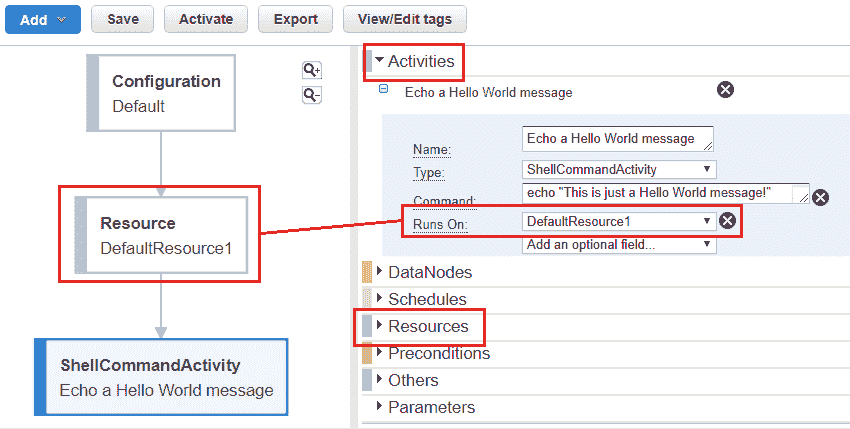 Add
Save
Activate
Export
View/Edit tags
Configuration
Default
Resource
DefaultResource1
ShellCommandActivity
Echo a Hello World message
Activities
Echo a Hello World message
Name: Echo a Hello World message
Type: ShellCommandActivity
Command: echo "This is just a Hello World message!"
Runs On: DefaultResource1
Add an optional field...
DataNodes
Schedules
Resources
Preconditions
Others
Parameters